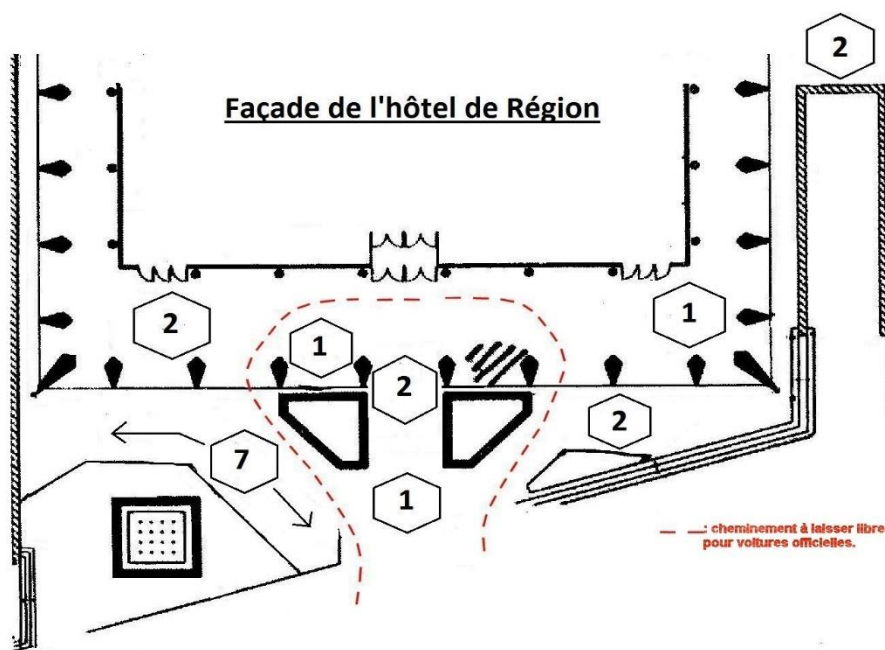 2
Façade de l'hôtel de Région
2
1
1
2
2
7
1
: cheminement à laisser libre
pour voitures officielles.